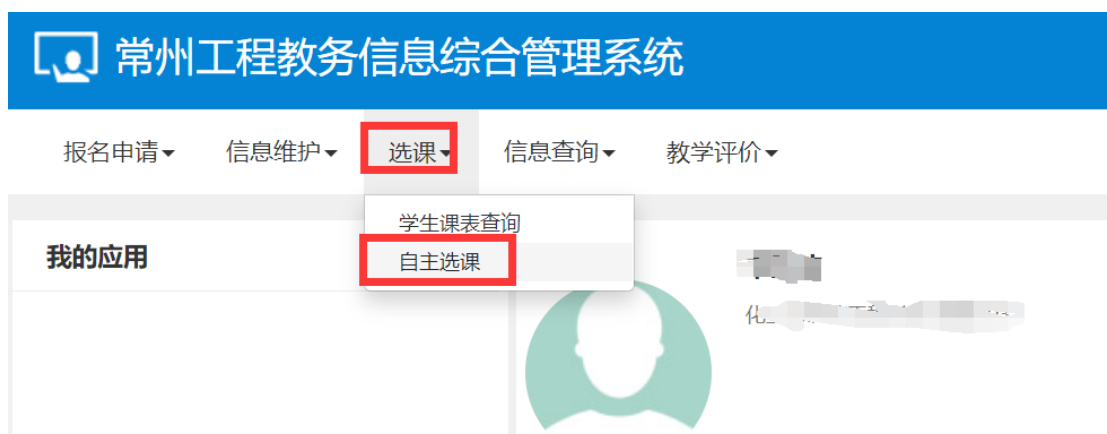 常州工程教务信息综合管理系统
报名申请 信息维护 选课 信息查询 教学评价
学生课表查询
我的应用
自主选课
化